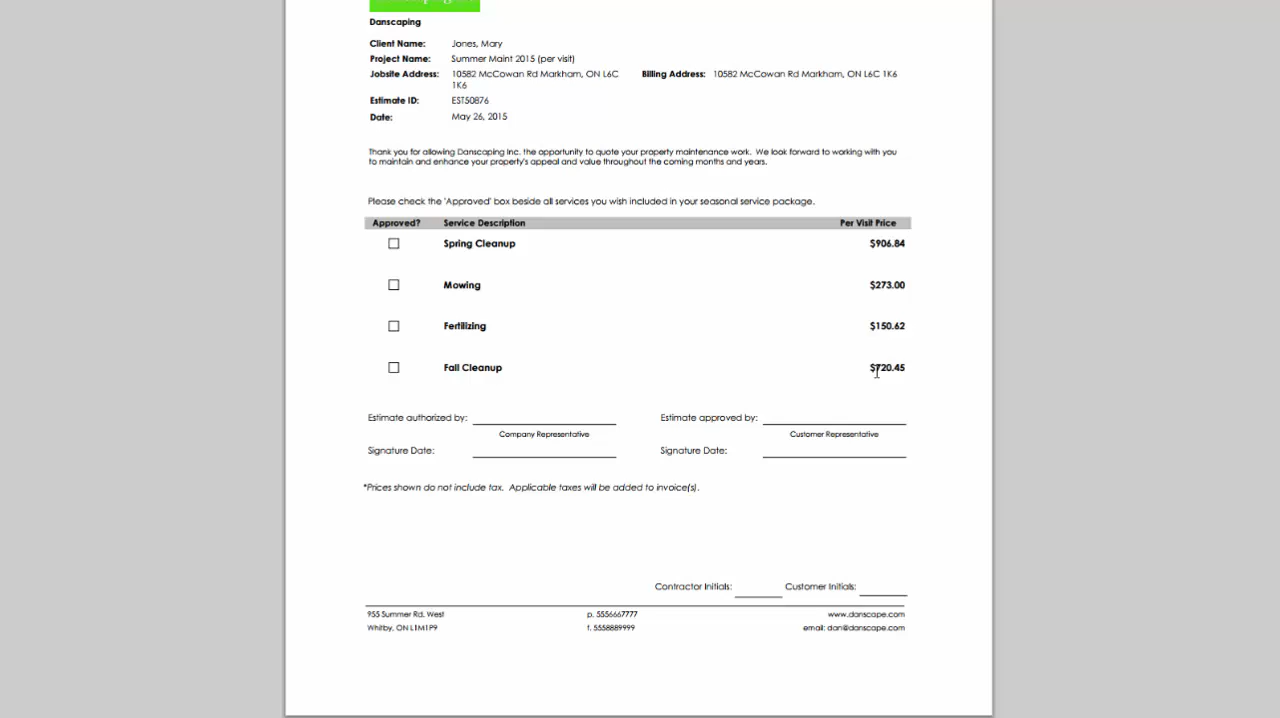 Danscaping
Client Name: Jones, Mary
Project Name: Summer Maint 2015 (per visit)
Jobsite Address: 10582 McCowan Rd Markham, ON L6C 1K6 Billing Address: 10582 McCowan Rd Markham, ON L6C 1K6
Estimate ID: EST50876
Date: May 26, 2015
Thank you for allowing Danscaping Inc. the opportunity to quote your property maintenance work. We look forward to working with you
to maintain and enhance your property's appeal and value throughout the coming months and years.
Please check the 'Approved' box beside all services you wish included in your seasonal service package.
Approved? Service Description Per Visit Price
Spring Cleanup $906.84
Mowing $273.00
Fertilizing $150.62
Fall Cleanup $720.45
Estimate authorized by: Estimate approved by:
Company Representative Customer Representative
Signature Date: Signature Date:
*Prices shown do not include tax. Applicable taxes will be added to invoice(s).
Contractor Initials: Customer Initials:
955 Summer Rd. West p. 5556667777 www.danscape.com
Whitby, ON L1M1P9 f. 5558889999 email: dan@danscape.com